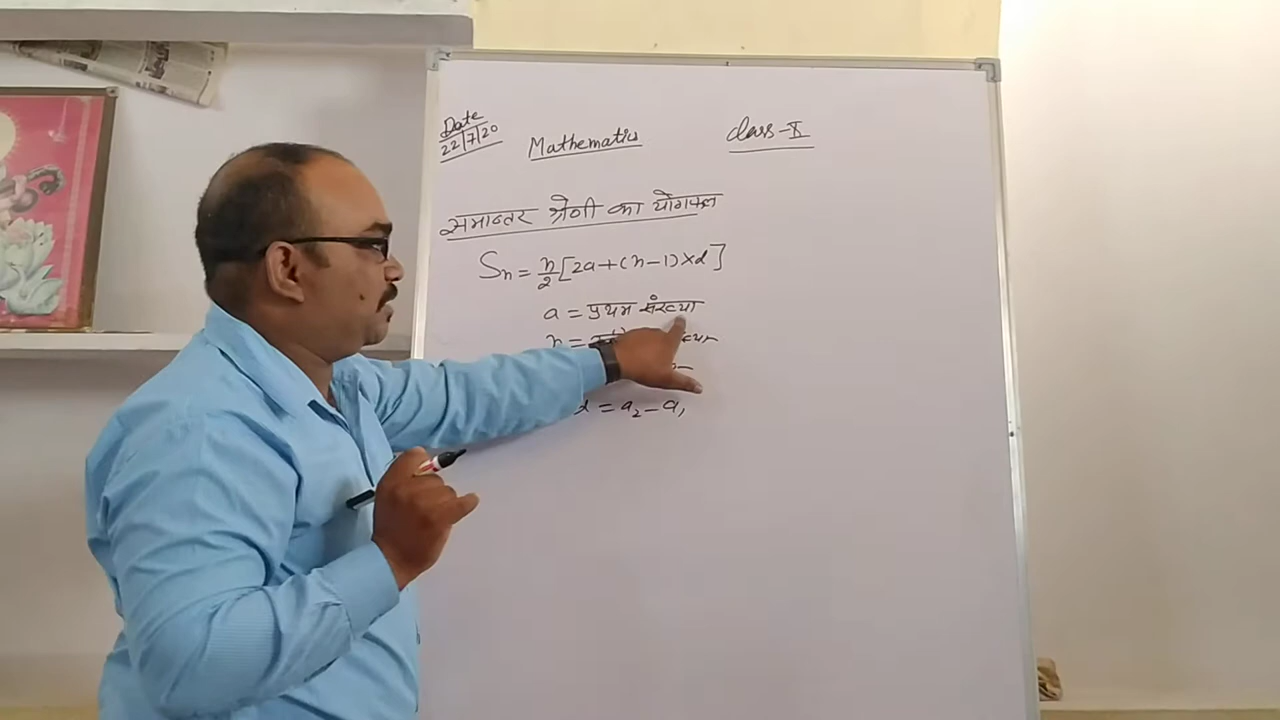 Date
22/7/20
Mathematics Class-X
समान्तर श्रेणी का योगफल
Sn = n/2 [2a+(n-1)×d]
a = प्रथम संख्या
n =
d = a₂ - a₁